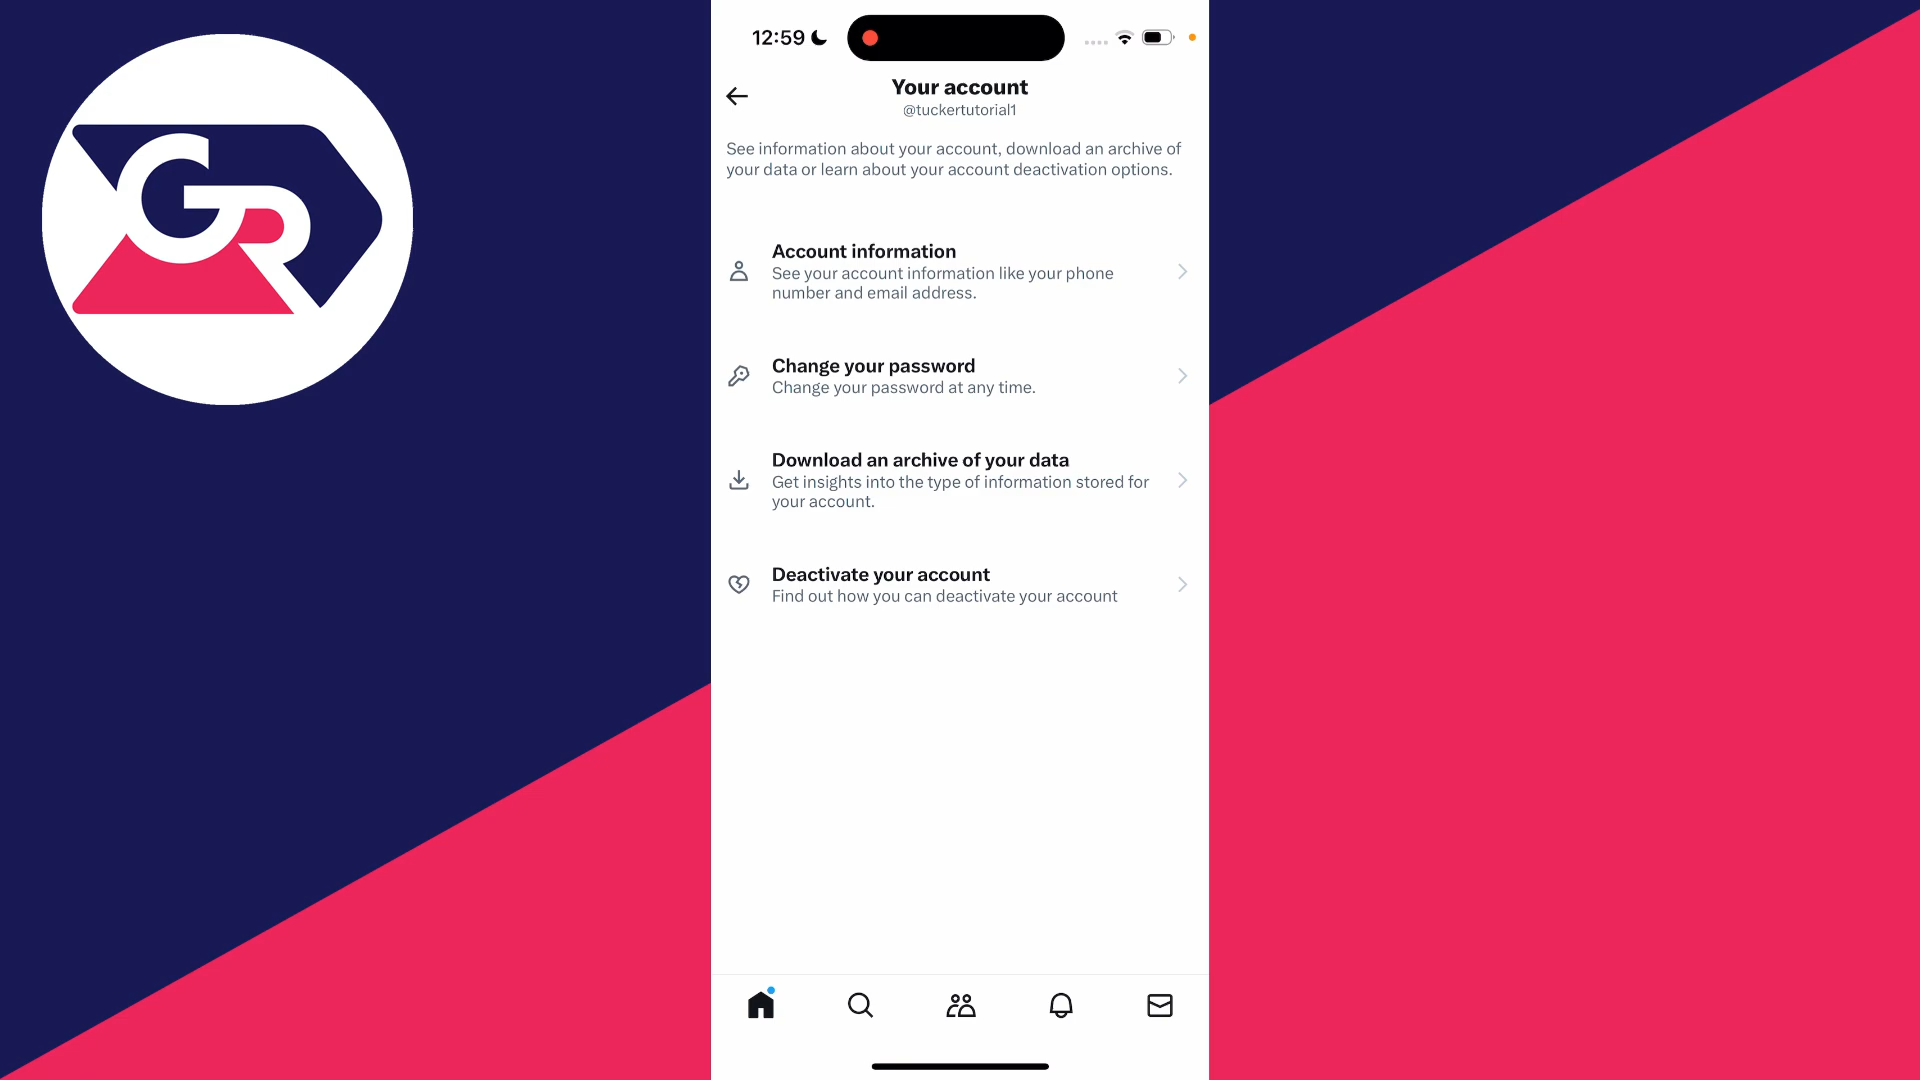 GR
12:59
Your account
@tuckertutorial1
See information about your account, download an archive of
your data or learn about your account deactivation options.
Account information
See your account information like your phone
number and email address.
Change your password
Change your password at any time.
Download an archive of your data
Get insights into the type of information stored for
your account.
Deactivate your account
Find out how you can deactivate your account